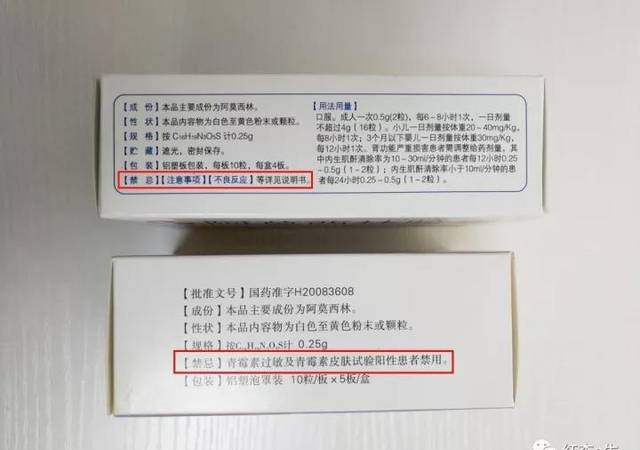 【成 份】本品主要成份为阿莫西林。
【性 状】本品内容物为白色至黄色粉末或颗粒。
【规 格】按C₁₆H₁₉N₃O₅S 计0.25g
【贮 藏】遮光，密封保存。
【包 装】铝塑板包装，每板10粒，每盒4板。
【禁 忌】【注意事项】【不良反应】等详见说明书。
【用法用量】
口服。成人一次0.5g(2粒)，每6－8小时1次，一日剂量
不超过4g（16粒）。小儿一日剂量按体重20－40mg/Kg，
每8小时1次；3个月以下婴儿一日剂量按体重30mg/Kg，
每12小时1次。肾功能严重损害患者需调整给药剂量，其
中内生肌酐清除率为10－30ml/分钟的患者每12小时0.25
－0.5g（1－2粒）；内生肌酐清除率小于10ml/分钟的患
者每24小时0.25－0.5g（1－2粒）。
【批准文号】国药准字H20083608
【成份】本品主要成份为阿莫西林。
【性状】本品内容物为白色至黄色粉末或颗粒。
【规格】按C₁₆H₁₉N₃O₅S计 0.25g
【禁忌】青霉素过敏及青霉素皮肤试验阳性患者禁用。
【包装】铝塑泡罩装 10粒/板×5板/盒